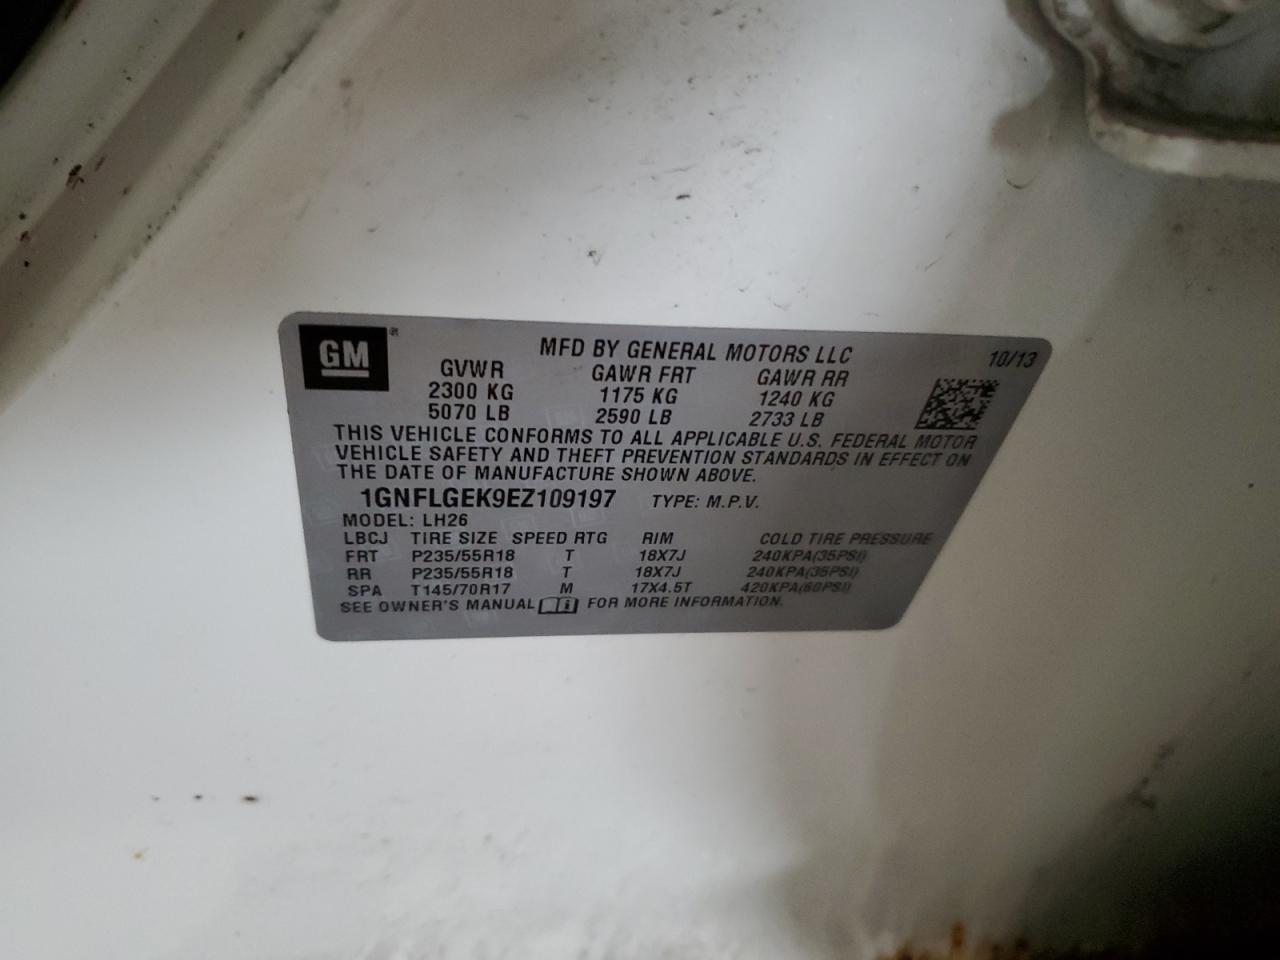 GM®
MFD BY GENERAL MOTORS LLC 10/13
GVWR GAWR FRT GAWR RR
2300 KG 1175 KG 1240 KG
5070 LB 2590 LB 2733 LB
THIS VEHICLE CONFORMS TO ALL APPLICABLE U.S. FEDERAL MOTOR
VEHICLE SAFETY AND THEFT PREVENTION STANDARDS IN EFFECT ON
THE DATE OF MANUFACTURE SHOWN ABOVE.
1GNFLGEK9EZ109197 TYPE: M.P.V.
MODEL: LH26
LBCJ TIRE SIZE SPEED RTG RIM COLD TIRE PRESSURE
FRT P235/55R18 T 18X7J 240KPA(35PSI)
RR P235/55R18 T 18X7J 240KPA(35PSI)
SPA T145/70R17 M 17X4.5T 420KPA(60PSI)
SEE OWNER'S MANUAL FOR MORE INFORMATION.